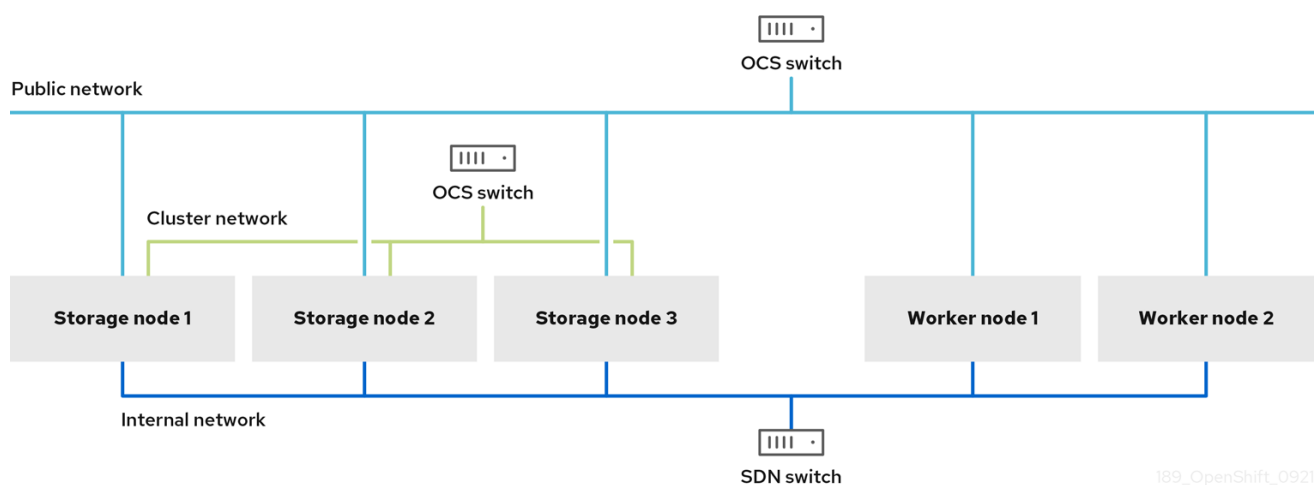 OCS switch
Public network
OCS switch
Cluster network
Storage node 1
Storage node 2
Storage node 3
Worker node 1
Worker node 2
Internal network
SDN switch
189_OpenShift_0921